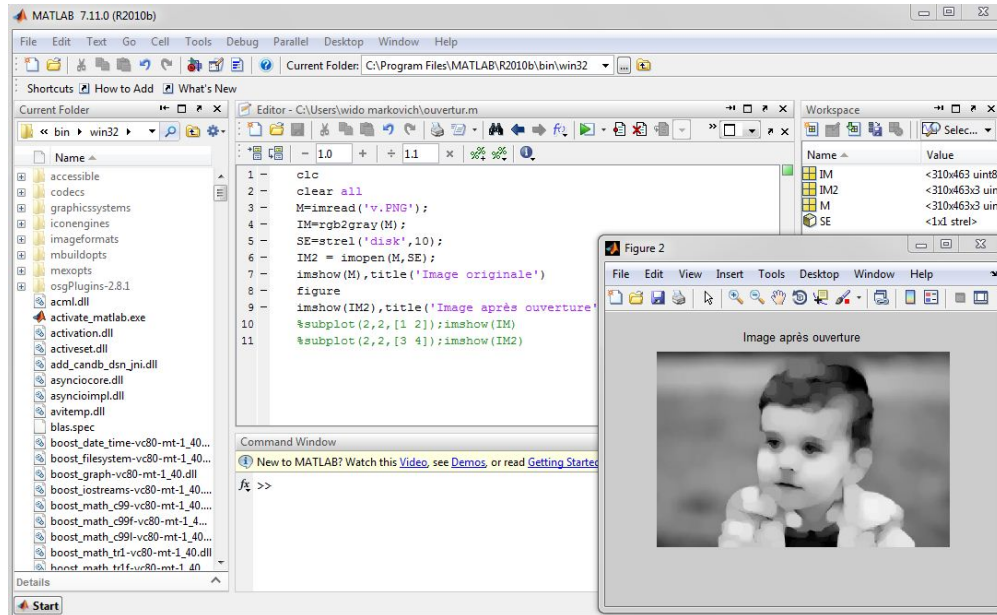 MATLAB 7.11.0 (R2010b)
File Edit Text Go Cell Tools Debug Parallel Desktop Window Help
Current Folder: C:\Program Files\MATLAB\R2010b\bin\win32
Shortcuts How to Add What's New
Current Folder
« bin ▸ win32 ▸
Name
accessible
codecs
graphicssystems
iconengines
imageformats
mbuildopts
mexopts
osgPlugins-2.8.1
acml.dll
activate_matlab.exe
activation.dll
activeset.dll
add_candb_dsn_jni.dll
asynciocore.dll
asyncioimpl.dll
avitemp.dll
blas.spec
boost_date_time-vc80-mt-1_40...
boost_filesystem-vc80-mt-1_40...
boost_graph-vc80-mt-1_40.dll
boost_iostreams-vc80-mt-1_40....
boost_math_c99-vc80-mt-1_40....
boost_math_c99f-vc80-mt-1_4...
boost_math_c99l-vc80-mt-1_40...
boost_math_tr1-vc80-mt-1_40.dll
boost_math_tr1f-vc80-mt-1_40
Details
Start
Editor - C:\Users\wido markovich\ouvertur.m
- 1.0 + ÷ 1.1 ×
1 - clc
2 - clear all
3 - M=imread('v.PNG');
4 - IM=rgb2gray(M);
5 - SE=strel('disk',10);
6 - IM2 = imopen(M,SE);
7 - imshow(M),title('Image originale')
8 - figure
9 - imshow(IM2),title('Image après ouverture'
10 %subplot(2,2,[1 2]);imshow(IM)
11 %subplot(2,2,[3 4]);imshow(IM2)
Command Window
New to MATLAB? Watch this Video, see Demos, or read Getting Started
fx >>
Workspace
Selec...
Name Value
IM <310x463 uint8
IM2 <310x463x3 uin
M <310x463x3 uin
SE <1x1 strel>
Figure 2
File Edit View Insert Tools Desktop Window Help
Image après ouverture